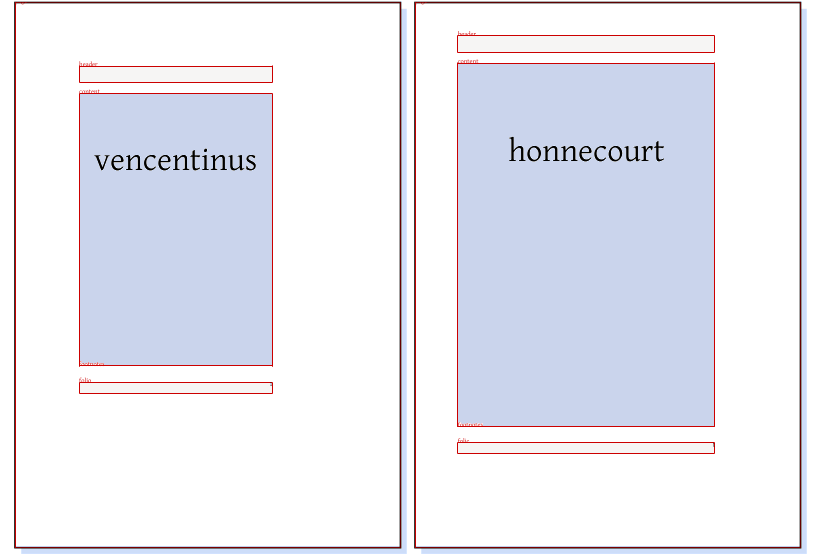 header
content
vencentinus
footnotes
folio
header
content
honnecourt
footnotes
folio